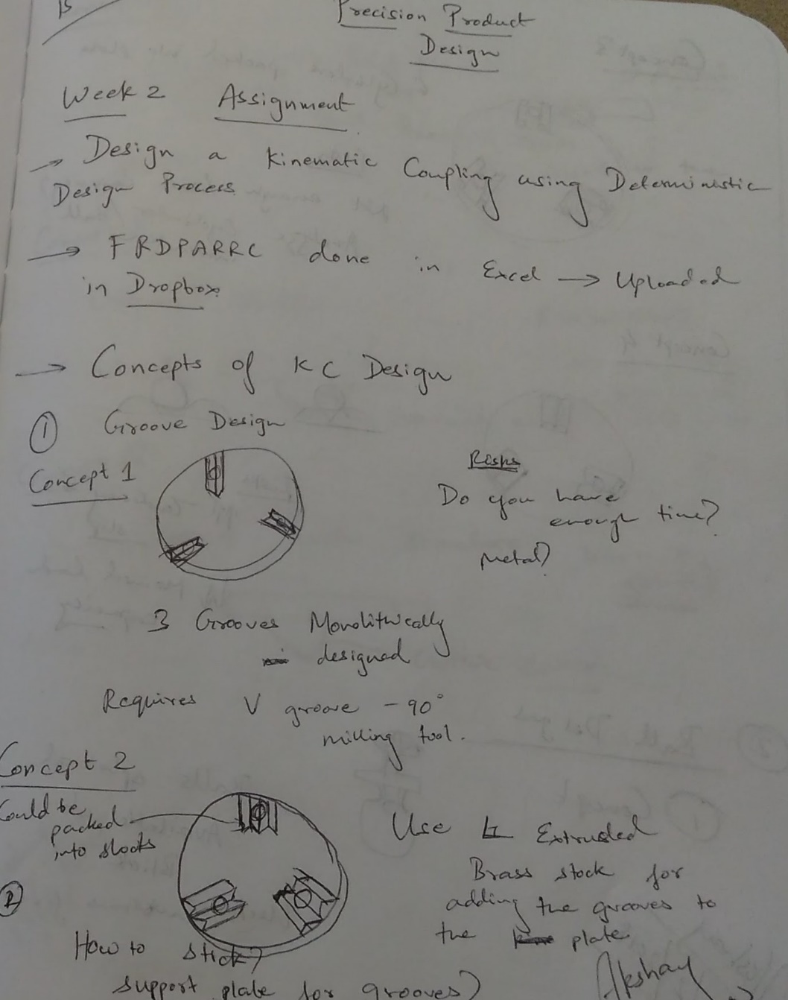 15
Precision Product
Design
Week 2 Assignment
→ Design a Kinematic Coupling using Deterministic
Design Process
→ FRDPARRC done in Excel → Uploaded
in Dropbox
→ Concepts of KC Design
① Groove Design
Concept 1
Risks
Do you have
enough time?
Metal?
3 Grooves Monolithically
designed
Requires V groove - 90°
milling tool.
Concept 2
Could be
packed
into slocts
Use Extrused
Brass stock for
adding the grooves to
the plate
②
How to stick?
support plate for grooves?
Akshay